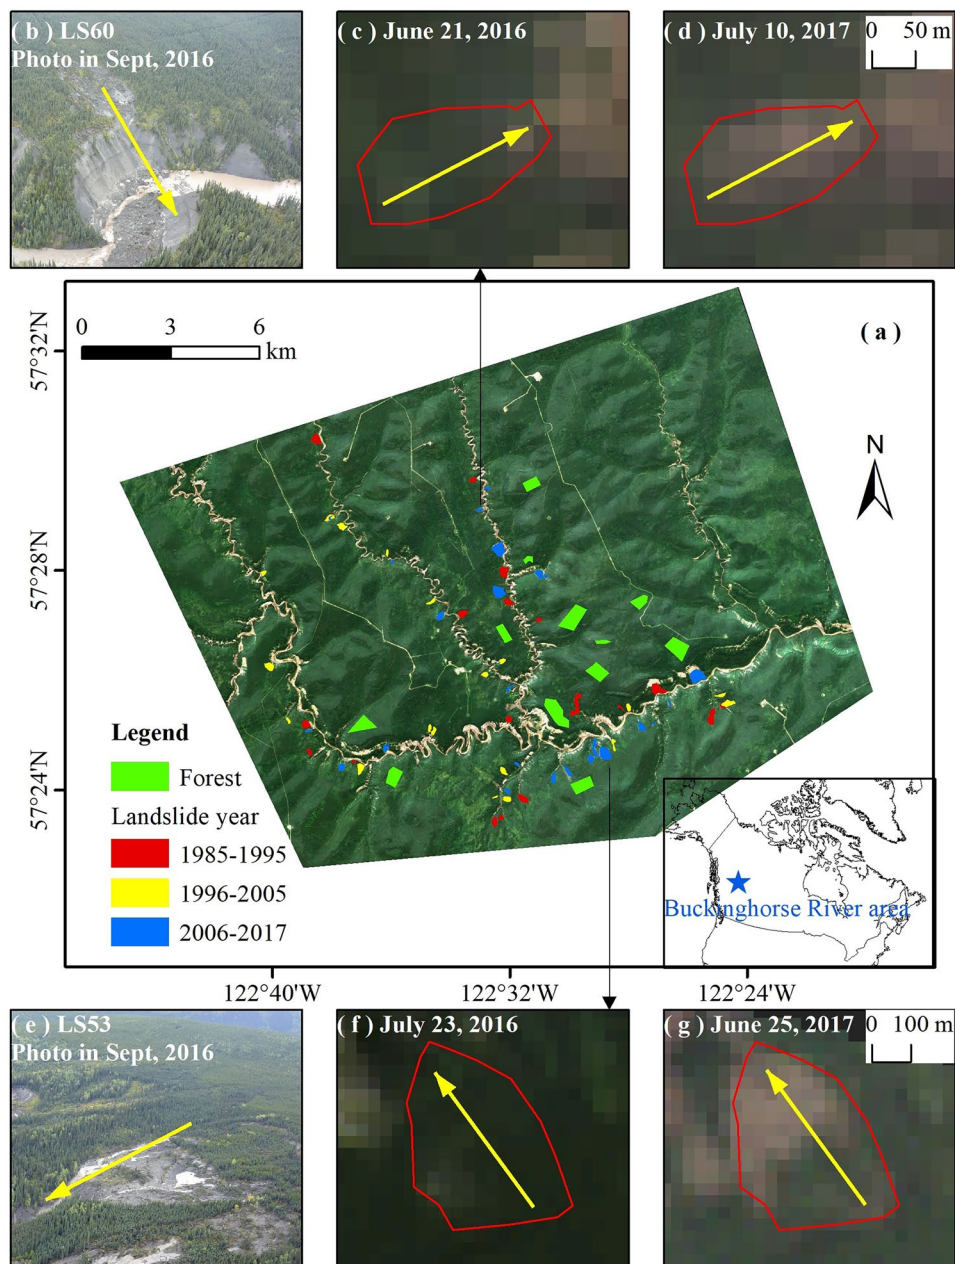 ( b ) LS60
Photo in Sept, 2016
( c ) June 21, 2016
( d ) July 10, 2017
0 50 m
0 3 6
km
( a )
N
57°32'N
57°28'N
57°24'N
Legend
Forest
Landslide year
1985-1995
1996-2005
2006-2017
Buckinghorse River area
122°40'W
122°32'W
122°24'W
( e ) LS53
Photo in Sept, 2016
( f ) July 23, 2016
( g ) June 25, 2017
0 100 m